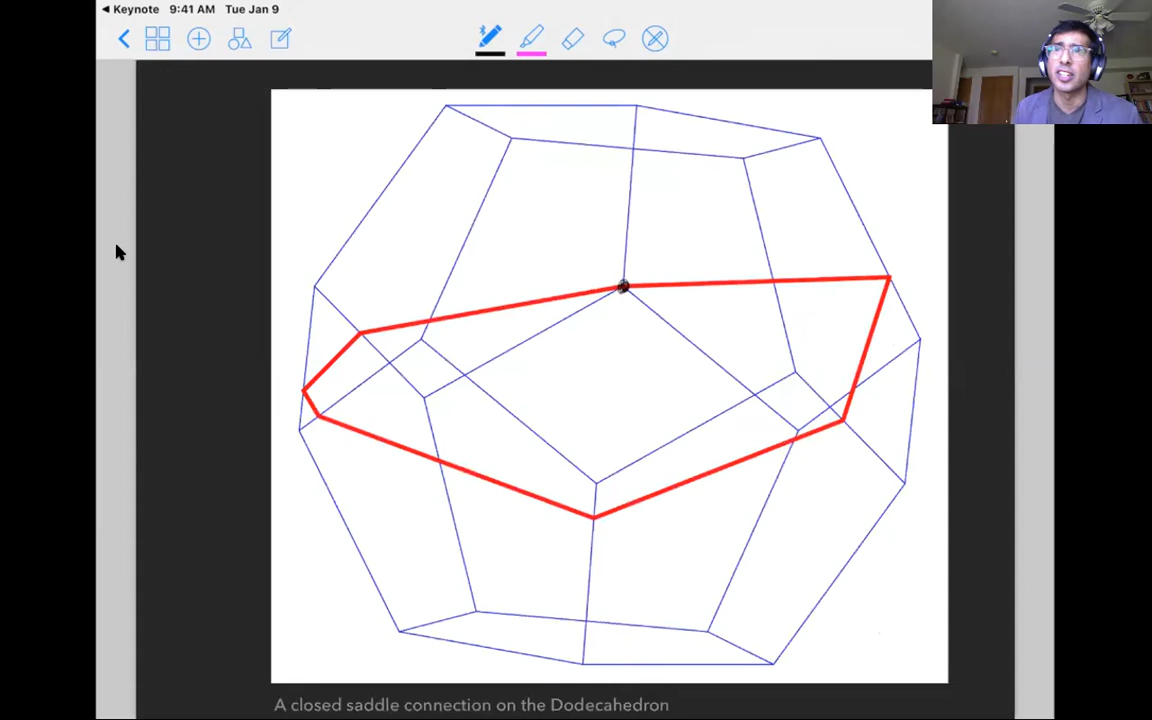 Keynote 9:41 AM Tue Jan 9
A closed saddle connection on the Dodecahedron